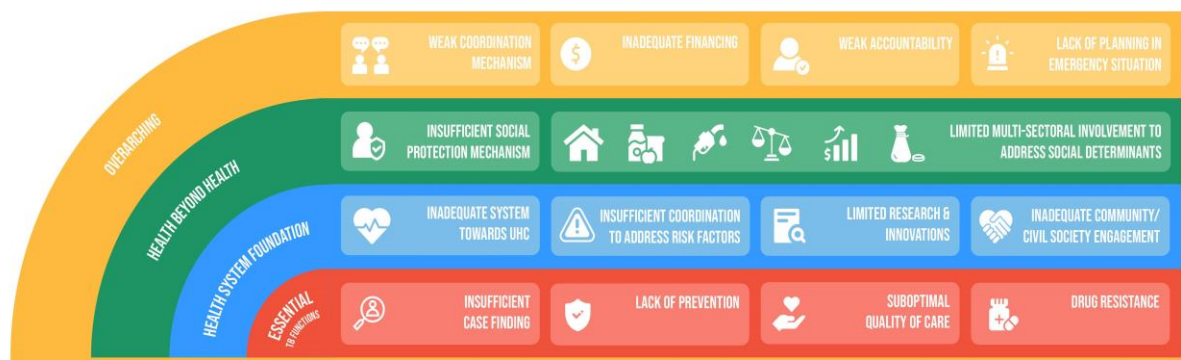 OVERARCHING
WEAK COORDINATION
MECHANISM
INADEQUATE FINANCING
WEAK ACCOUNTABILITY
LACK OF PLANNING IN
EMERGENCY SITUATION
HEALTH BEYOND HEALTH
INSUFFICIENT SOCIAL
PROTECTION MECHANISM
LIMITED MULTI-SECTORAL INVOLVEMENT TO
ADDRESS SOCIAL DETERMINANTS
HEALTH SYSTEM FOUNDATION
INADEQUATE SYSTEM
TOWARDS UHC
INSUFFICIENT COORDINATION
TO ADDRESS RISK FACTORS
LIMITED RESEARCH &
INNOVATIONS
INADEQUATE COMMUNITY/
CIVIL SOCIETY ENGAGEMENT
ESSENTIAL
TB FUNCTIONS
INSUFFICIENT
CASE FINDING
LACK OF PREVENTION
SUBOPTIMAL
QUALITY OF CARE
DRUG RESISTANCE